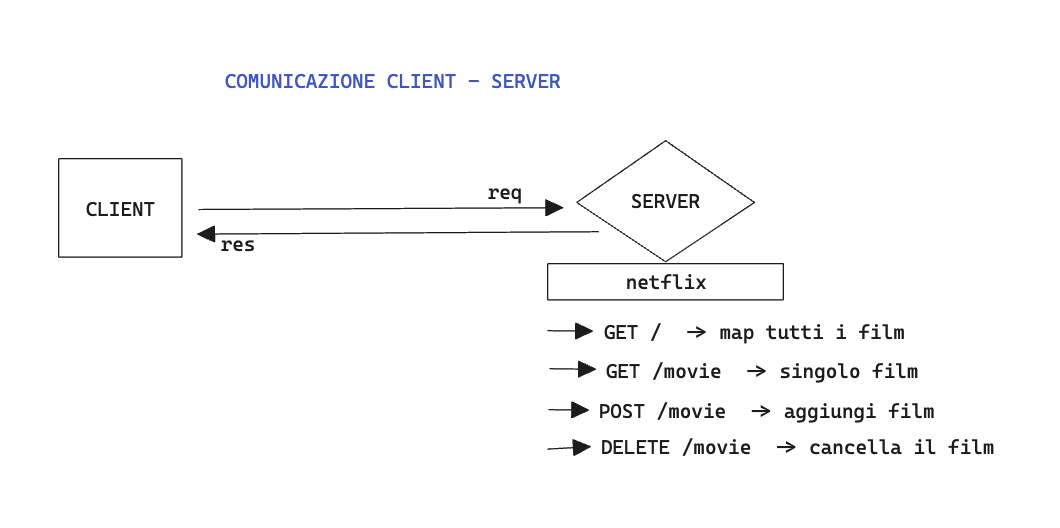 COMUNICAZIONE CLIENT - SERVER
CLIENT
req
SERVER
res
netflix
GET / → map tutti i film
GET /movie → singolo film
POST /movie → aggiungi film
DELETE /movie → cancella il film